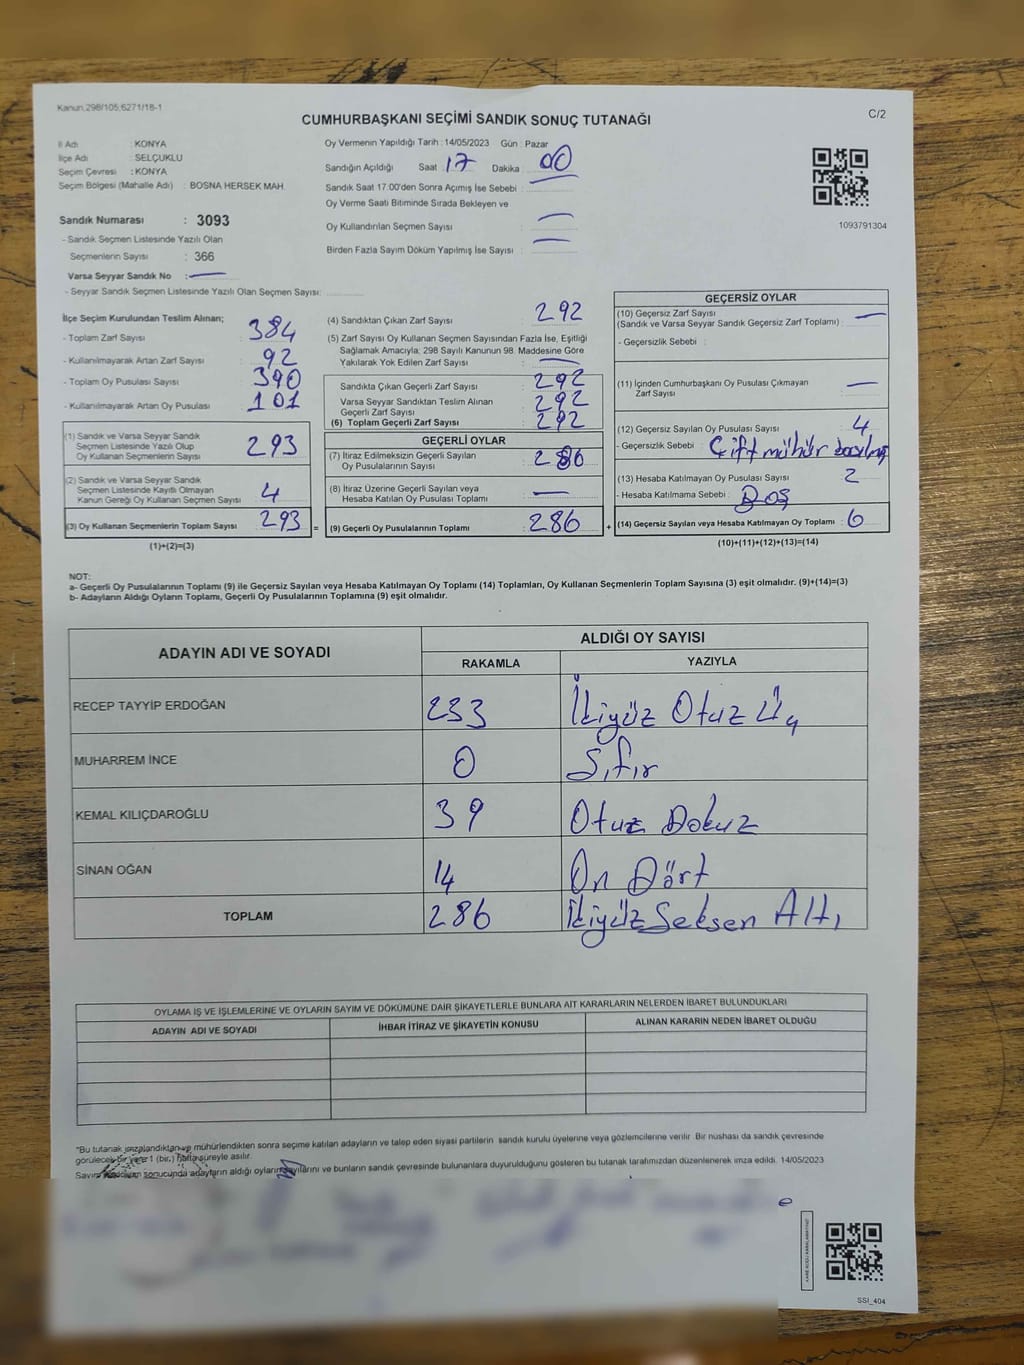 Kanun;298/105;6271/18-1
C/2
CUMHURBAŞKANI SEÇİMİ SANDIK SONUÇ TUTANAĞI
İl Adı : KONYA
İlçe Adı : SELÇUKLU
Seçim Çevresi : KONYA
Seçim Bölgesi (Mahalle Adı) : BOSNA HERSEK MAH.
Sandık Numarası : 3093
- Sandık Seçmen Listesinde Yazılı Olan
Seçmenlerin Sayısı : 366
Varsa Seyyar Sandık No : —
- Seyyar Sandık Seçmen Listesinde Yazılı Olan Seçmen Sayısı:
Oy Vermenin Yapıldığı Tarih : 14/05/2023 Gün : Pazar
Sandığın Açıldığı Saat : 17 Dakika : 00
Sandık Saat 17:00'den Sonra Açımış İse Sebebi :
Oy Verme Saati Bitiminde Sırada Bekleyen ve
Oy Kullandırılan Seçmen Sayısı : —
Birden Fazla Sayım Döküm Yapılmış İse Sayısı : —
1093791304
İlçe Seçim Kurulundan Teslim Alınan;
- Toplam Zarf Sayısı : 384
- Kullanılmayarak Artan Zarf Sayısı : 92
- Toplam Oy Pusulası Sayısı : 390
- Kullanılmayarak Artan Oy Pusulası : 101
(1) Sandık ve Varsa Seyyar Sandık
Seçmen Listesinde Yazılı Olup
Oy Kullanan Seçmenlerin Sayısı : 293
(2) Sandık ve Varsa Seyyar Sandık
Seçmen Listesinde Kayıtlı Olmayan
Kanun Gereği Oy Kullanan Seçmen Sayısı : 4
(3) Oy Kullanan Seçmenlerin Toplam Sayısı : 293 =
(1)+(2)=(3)
(4) Sandıktan Çıkan Zarf Sayısı : 292
(5) Zarf Sayısı Oy Kullanan Seçmen Sayısından Fazla İse, Eşitliği
Sağlamak Amacıyla; 298 Sayılı Kanunun 98. Maddesine Göre
Yakılarak Yok Edilen Zarf Sayısı : —
Sandıkta Çıkan Geçerli Zarf Sayısı : 292
Varsa Seyyar Sandıktan Teslim Alınan
Geçerli Zarf Sayısı : 292
(6) Toplam Geçerli Zarf Sayısı : 292
GEÇERLİ OYLAR
(7) İtiraz Edilmeksizin Geçerli Sayılan
Oy Pusulalarının Sayısı : 286
(8) İtiraz Üzerine Geçerli Sayılan veya
Hesaba Katılan Oy Pusulası Toplamı : —
(9) Geçerli Oy Pusulalarının Toplamı : 286 +
GEÇERSİZ OYLAR
(10) Geçersiz Zarf Sayısı
(Sandık ve Varsa Seyyar Sandık Geçersiz Zarf Toplamı) : —
- Geçersizlik Sebebi :
(11) İçinden Cumhurbaşkanı Oy Pusulası Çıkmayan
Zarf Sayısı : —
(12) Geçersiz Sayılan Oy Pusulası Sayısı : 4
- Geçersizlik Sebebi : Çift mühür basılmış
(13) Hesaba Katılmayan Oy Pusulası Sayısı : 2
- Hesaba Katılmama Sebebi : Boş
(14) Geçersiz Sayılan veya Hesaba Katılmayan Oy Toplamı : 6
(10)+(11)+(12)+(13)=(14)
NOT:
a- Geçerli Oy Pusulalarının Toplamı (9) ile Geçersiz Sayılan veya Hesaba Katılmayan Oy Toplamı (14) Toplamları, Oy Kullanan Seçmenlerin Toplam Sayısına (3) eşit olmalıdır. (9)+(14)=(3)
b- Adayların Aldığı Oyların Toplamı, Geçerli Oy Pusulalarının Toplamına (9) eşit olmalıdır.
ADAYIN ADI VE SOYADI
ALDIĞI OY SAYISI
RAKAMLA YAZIYLA
RECEP TAYYİP ERDOĞAN 233 İkiyüz Otuz Üç
MUHARREM İNCE 0 Sıfır
KEMAL KILIÇDAROĞLU 39 Otuz Dokuz
SİNAN OĞAN 14 On Dört
TOPLAM 286 İkiyüz Seksen Altı
OYLAMA İŞ VE İŞLEMLERİNE VE OYLARIN SAYIM VE DÖKÜMÜNE DAİR ŞİKAYETLERLE BUNLARA AİT KARARLARIN NELERDEN İBARET BULUNDUKLARI
ADAYIN ADI VE SOYADI İHBAR İTİRAZ VE ŞİKAYETİN KONUSU ALINAN KARARIN NEDEN İBARET OLDUĞU
*Bu tutanak imzalandıktan ve mühürlendikten sonra seçime katılan adayların ve talep eden siyasi partilerin sandık kurulu üyelerine veya gözlemcilerine verilir. Bir nüshası da sandık çevresinde
görülecek bir yere 1 (bir) hafta süreyle asılır.
Sayım döküm sonucunda adayların aldığı oyların sayılarını ve bunların sandık çevresinde bulunanlara duyurulduğunu gösteren bu tutanak tarafımızdan düzenlenerek imza edildi. 14/05/2023
SSI_404